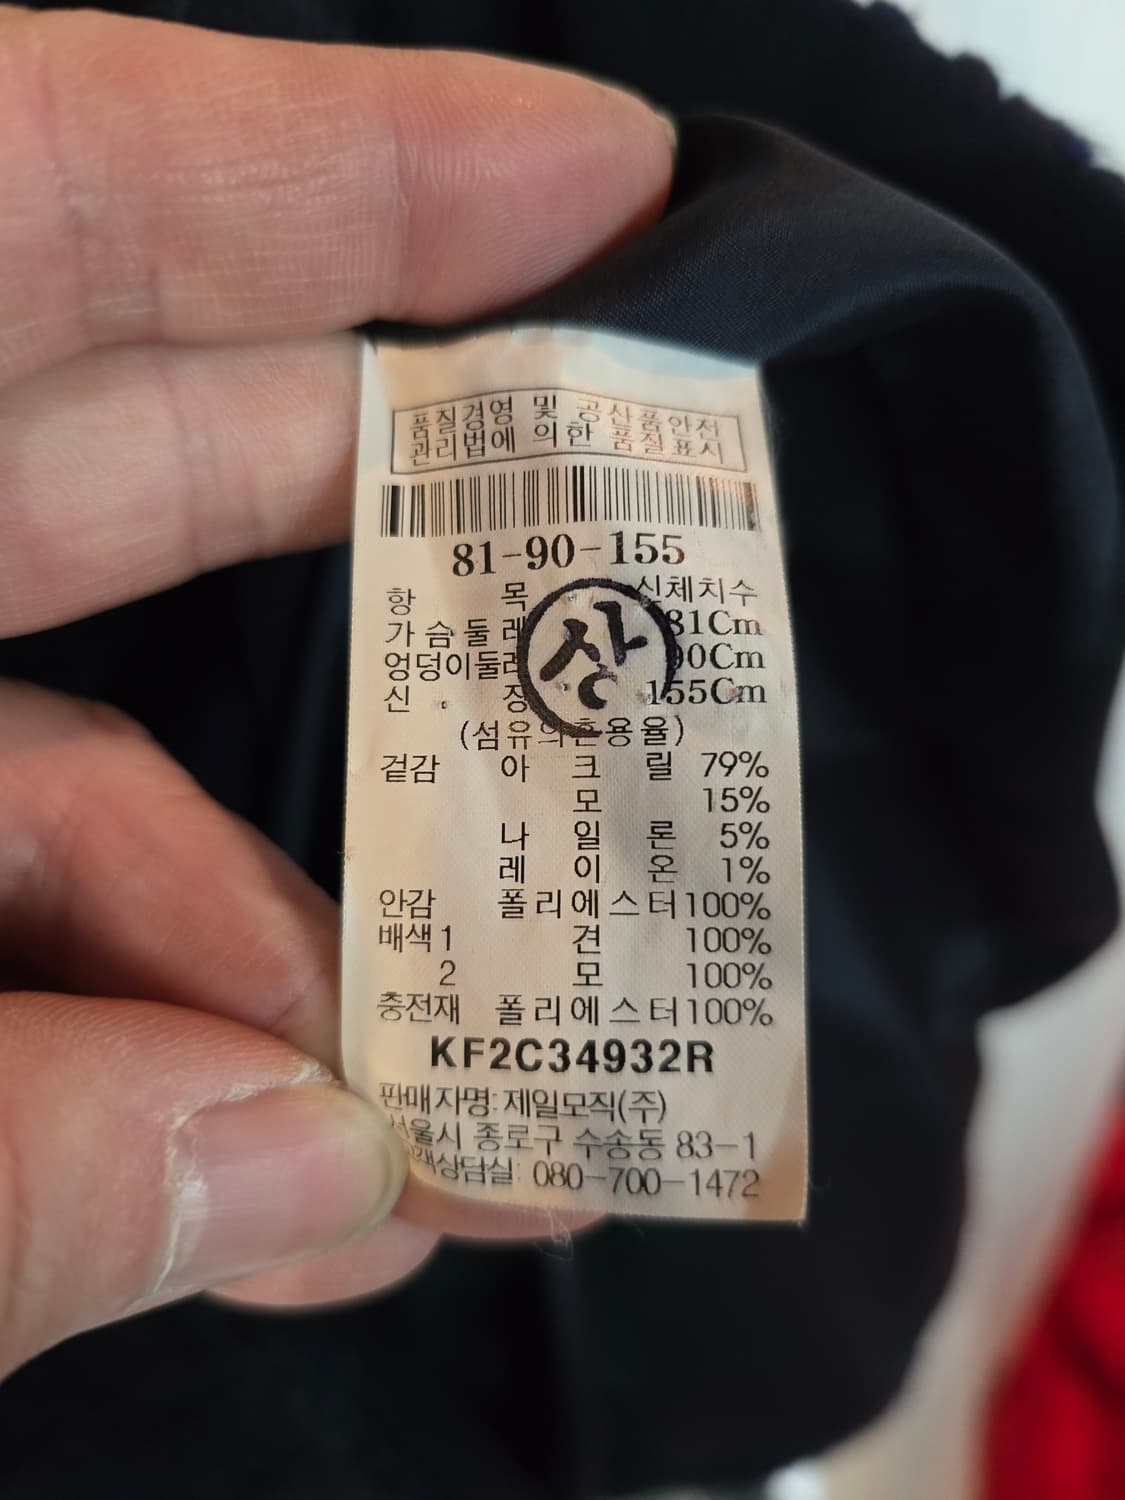 품질경영 및 공산품안전
관리법에 의한 품질표시
81-90-155
항 목 신체치수
가슴둘레 81Cm
엉덩이둘레 90Cm
신 장 155Cm
상
(섬유의혼용율)
겉감 아 크 릴 79%
모 15%
나 일 론 5%
레 이 온 1%
안감 폴리에스터100%
배색1 견 100%
2 모 100%
충전재 폴리에스터100%
KF2C34932R
판매자명:제일모직(주)
서울시 종로구 수송동 83-1
고객상담실: 080-700-1472